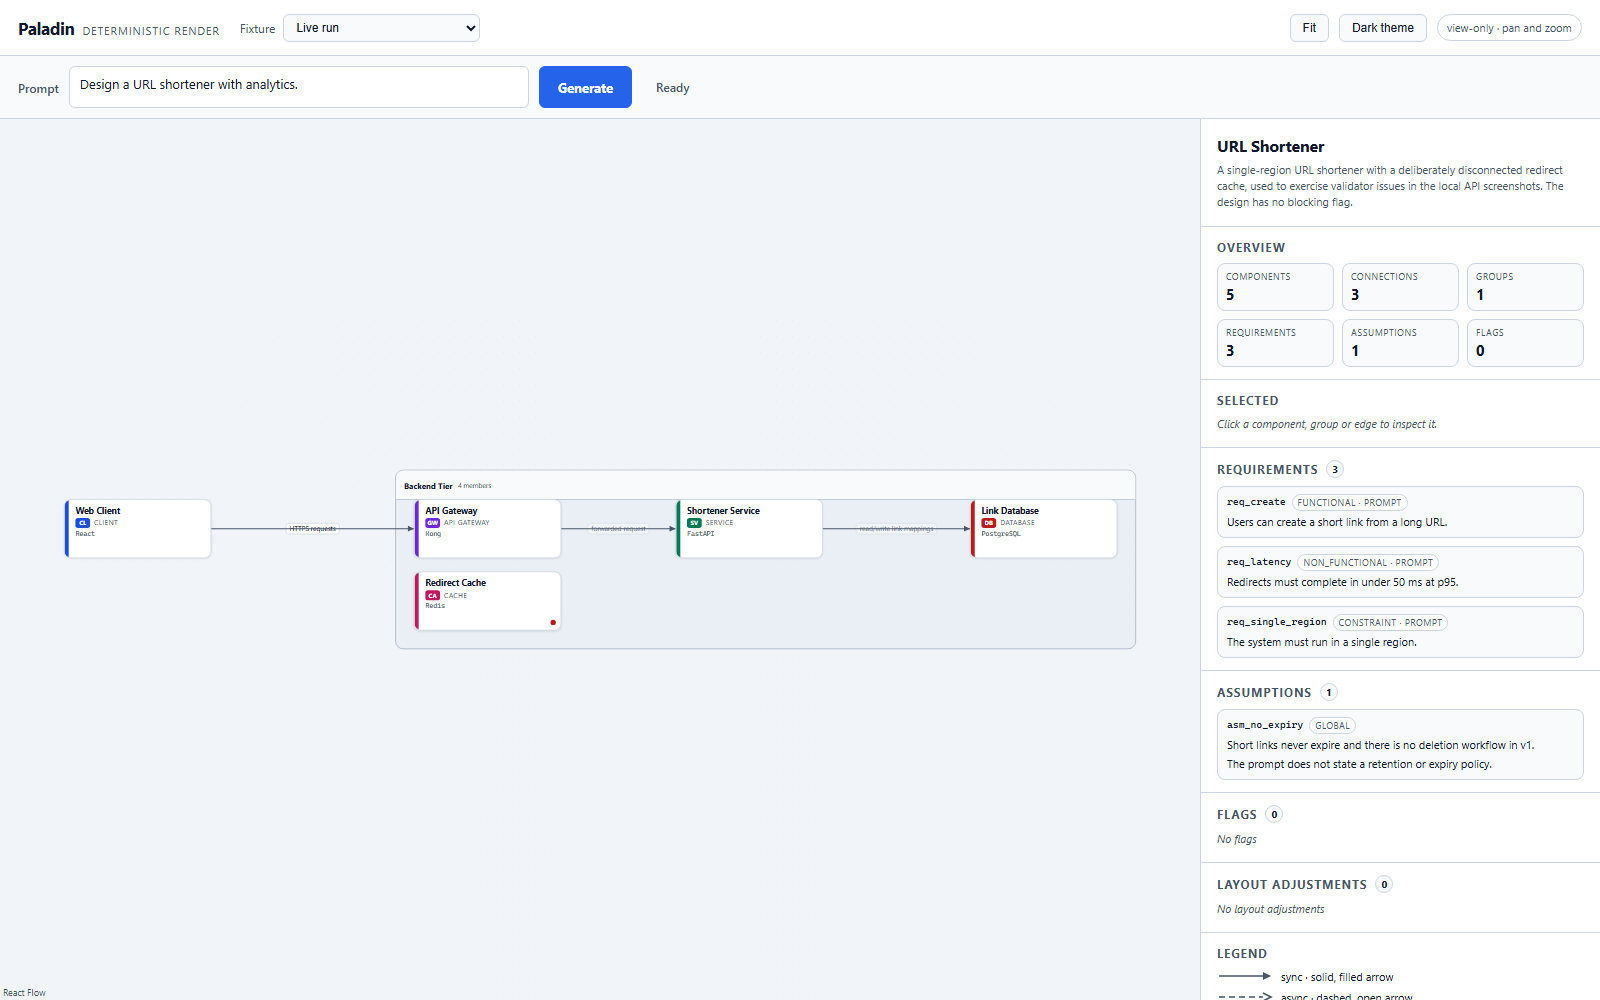 Paladin DETERMINISTIC RENDER Fixture Live run Fit Dark theme view-only · pan and zoom
Prompt Design a URL shortener with analytics. Generate Ready
URL Shortener
A single-region URL shortener with a deliberately disconnected redirect
cache, used to exercise validator issues in the local API screenshots. The
design has no blocking flag.
OVERVIEW
COMPONENTS CONNECTIONS GROUPS
5 3 1
REQUIREMENTS ASSUMPTIONS FLAGS
3 1 0
SELECTED
Click a component, group or edge to inspect it.
REQUIREMENTS 3
req_create FUNCTIONAL · PROMPT
Users can create a short link from a long URL.
req_latency NON_FUNCTIONAL · PROMPT
Redirects must complete in under 50 ms at p95.
req_single_region CONSTRAINT · PROMPT
The system must run in a single region.
ASSUMPTIONS 1
asm_no_expiry GLOBAL
Short links never expire and there is no deletion workflow in v1.
The prompt does not state a retention or expiry policy.
FLAGS 0
No flags
LAYOUT ADJUSTMENTS 0
No layout adjustments
LEGEND
sync · solid, filled arrow
async · dashed, open arrow
Backend Tier 4 members
Web Client
CL CLIENT
React
HTTPS requests
API Gateway
GW API GATEWAY
Kong
forwarded request
Shortener Service
SV SERVICE
FastAPI
read/write link mappings
Link Database
DB DATABASE
PostgreSQL
Redirect Cache
CA CACHE
Redis
React Flow